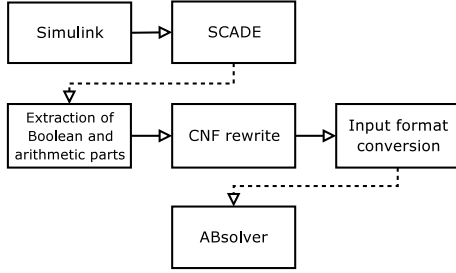 Simulink
SCADE
Extraction of
Boolean and
arithmetic parts
CNF rewrite
Input format
conversion
ABsolver